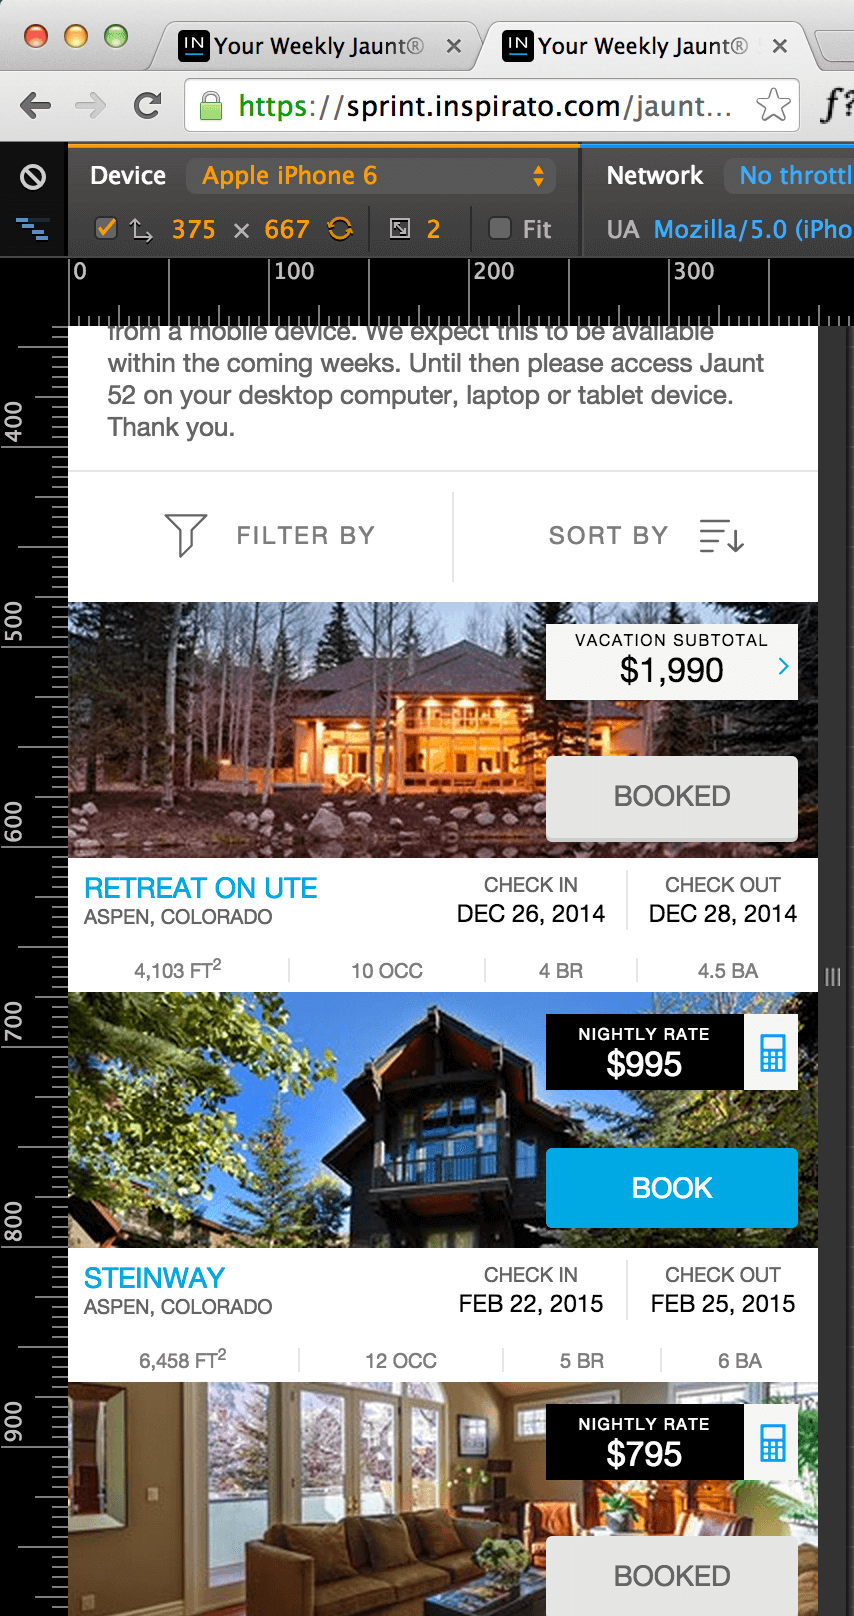 IN Your Weekly Jaunt®
IN Your Weekly Jaunt®
https://sprint.inspirato.com/jaunt...
f?
Device
Apple iPhone 6
Network
No throttl
375 × 667
2
Fit
UA
Mozilla/5.0 (iPho
0 100 200 300
400
500
600
700
800
900
from a mobile device. We expect this to be available
within the coming weeks. Until then please access Jaunt
52 on your desktop computer, laptop or tablet device.
Thank you.
FILTER BY
SORT BY
VACATION SUBTOTAL
$1,990
BOOKED
RETREAT ON UTE
ASPEN, COLORADO
CHECK IN
DEC 26, 2014
CHECK OUT
DEC 28, 2014
4,103 FT² 10 OCC 4 BR 4.5 BA
NIGHTLY RATE
$995
BOOK
STEINWAY
ASPEN, COLORADO
CHECK IN
FEB 22, 2015
CHECK OUT
FEB 25, 2015
6,458 FT² 12 OCC 5 BR 6 BA
NIGHTLY RATE
$795
BOOKED